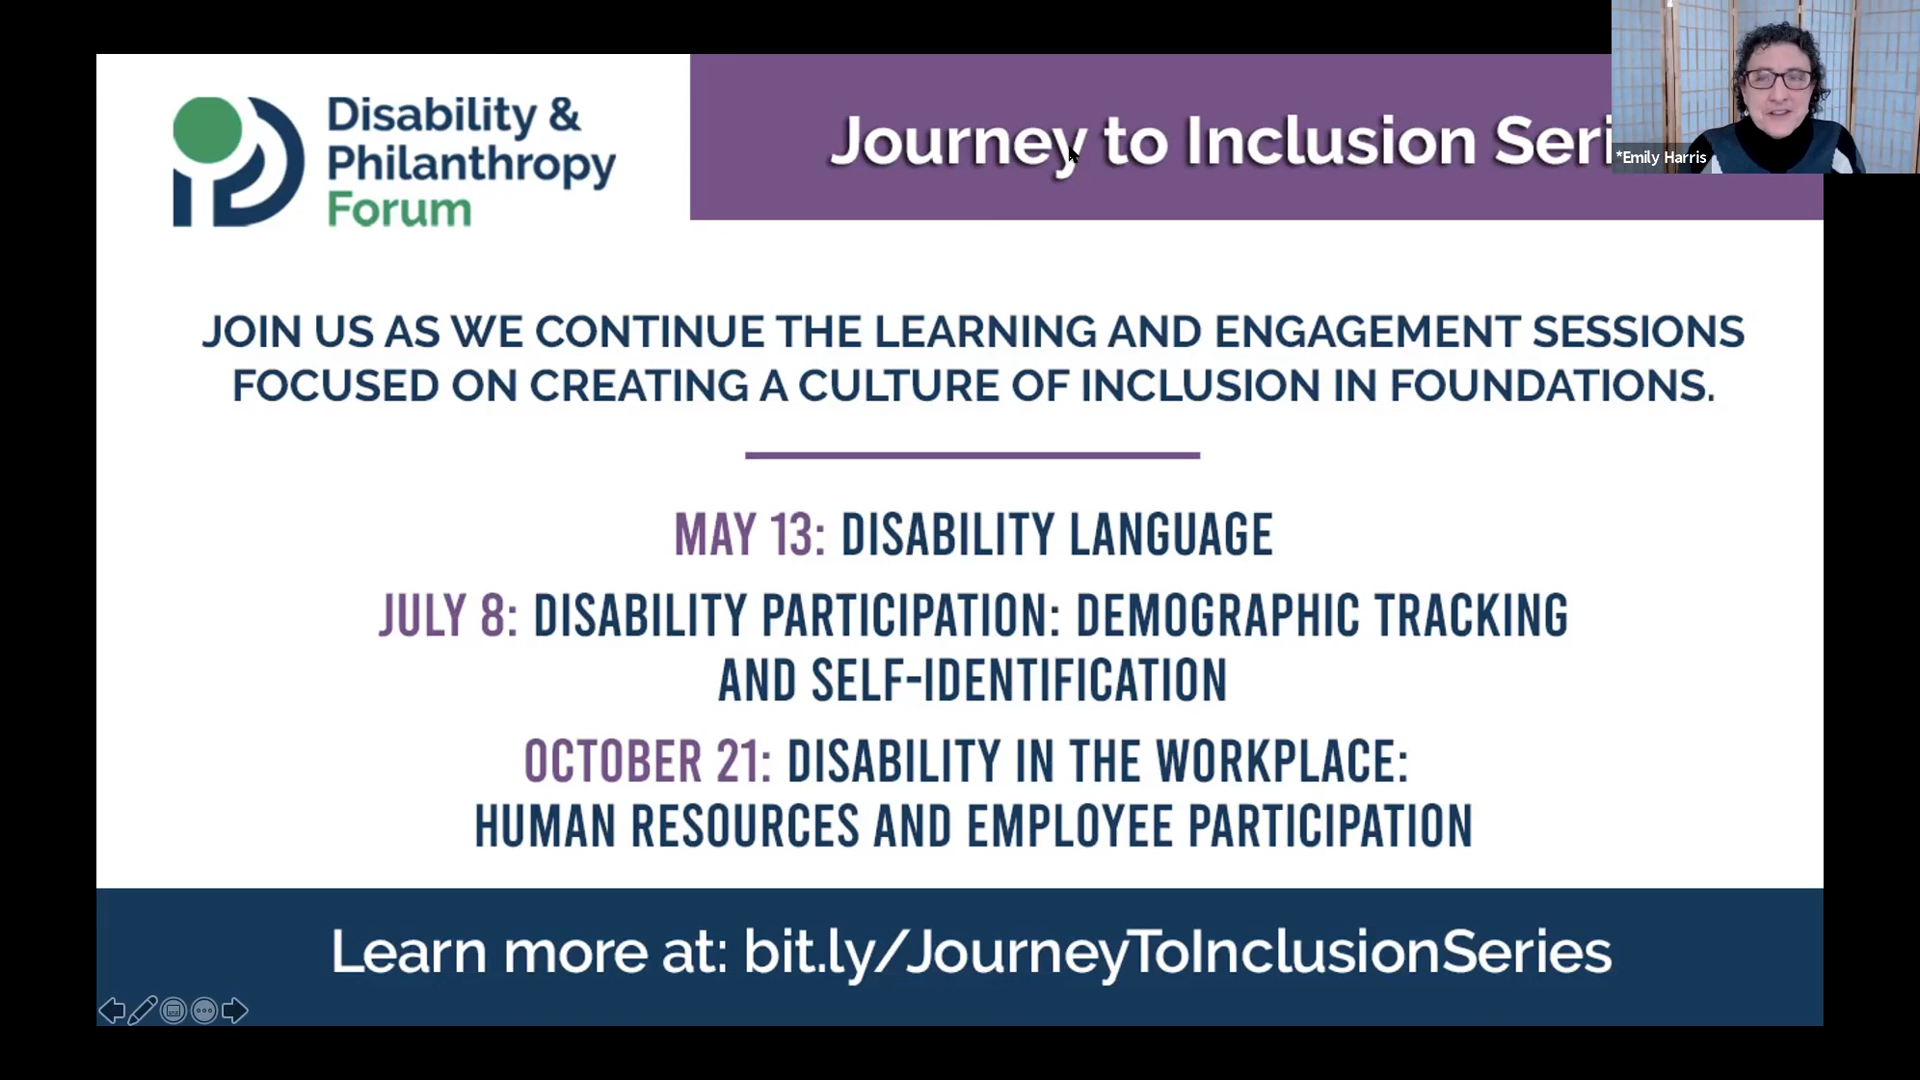 Disability &
Philanthropy
Forum
Journey to Inclusion Seri
*Emily Harris
JOIN US AS WE CONTINUE THE LEARNING AND ENGAGEMENT SESSIONS
FOCUSED ON CREATING A CULTURE OF INCLUSION IN FOUNDATIONS.
MAY 13: DISABILITY LANGUAGE
JULY 8: DISABILITY PARTICIPATION: DEMOGRAPHIC TRACKING
AND SELF-IDENTIFICATION
OCTOBER 21: DISABILITY IN THE WORKPLACE:
HUMAN RESOURCES AND EMPLOYEE PARTICIPATION
Learn more at: bit.ly/JourneyToInclusionSeries